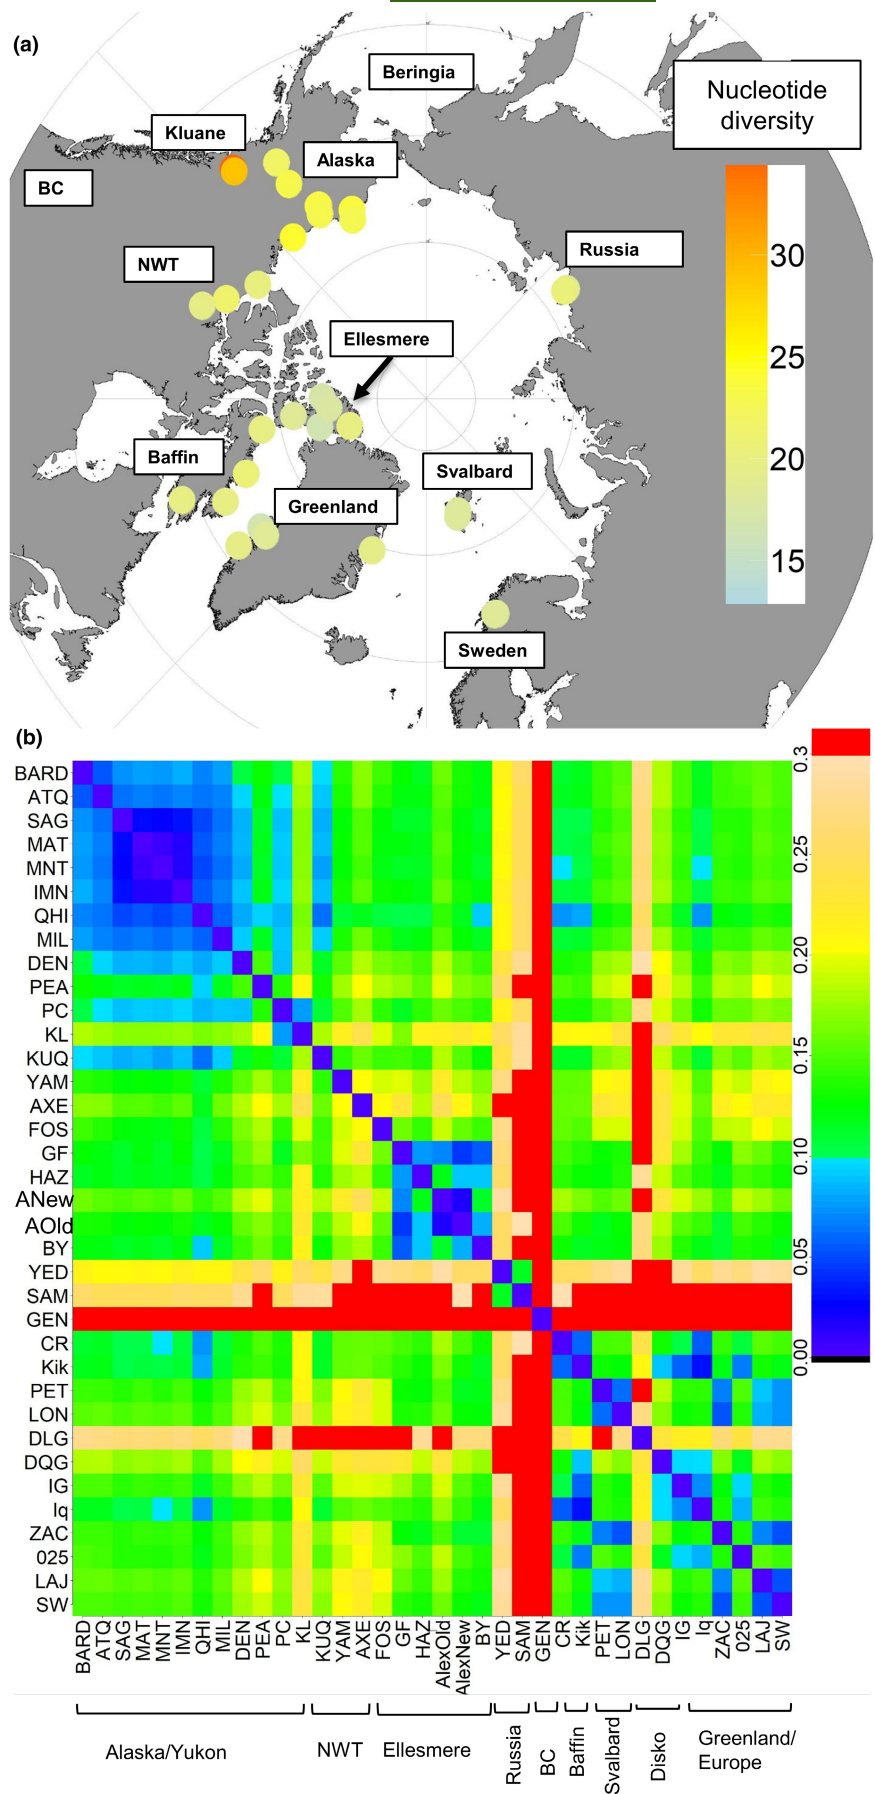 (a)
Beringia
Nucleotide
diversity
Kluane
Alaska
BC
Russia
NWT
30
Ellesmere
25
Baffin
Svalbard
20
Greenland
15
Sweden
(b)
BARD
ATQ
SAG
MAT
MNT
IMN
QHI
MIL
DEN
PEA
PC
KL
KUQ
YAM
AXE
FOS
GF
HAZ
ANew
AOld
BY
YED
SAM
GEN
CR
Kik
PET
LON
DLG
DQG
IG
Iq
ZAC
025
LAJ
SW
0.3
0.25
0.20
0.15
0.10
0.05
0.00
BARD
ATQ
SAG
MAT
MNT
IMN
QHI
MIL
DEN
PEA
PC
KL
KUQ
YAM
AXE
FOS
GF
HAZ
AlexOld
AlexNew
BY
YED
SAM
GEN
CR
Kik
PET
LON
DLG
DQG
IG
Iq
ZAC
025
LAJ
SW
Alaska/Yukon
NWT
Ellesmere
Russia
BC
Baffin
Svalbard
Disko
Greenland/
Europe